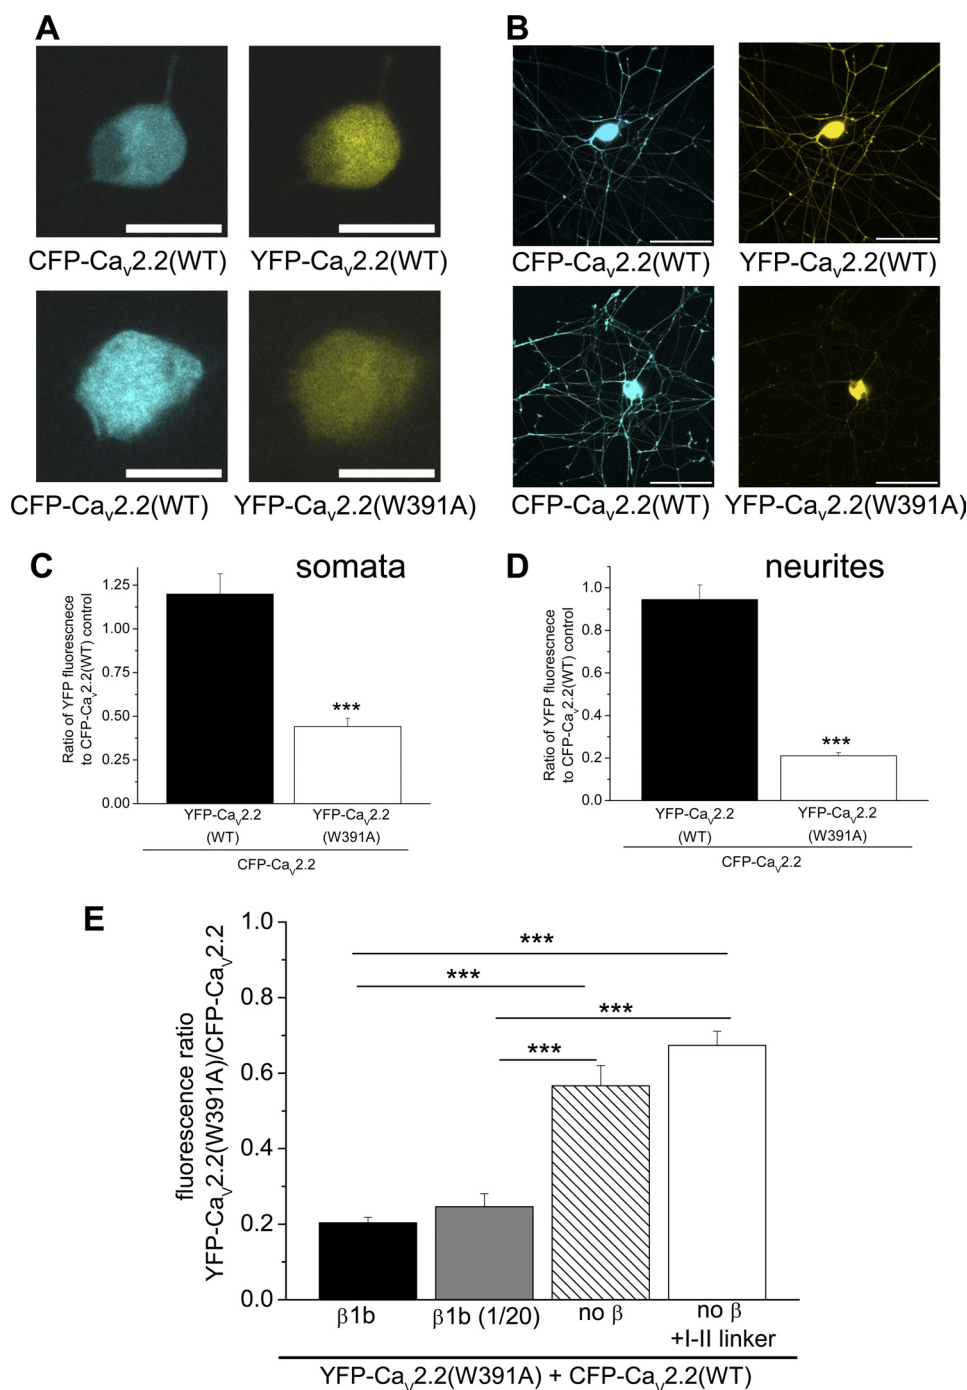 A
B
CFP-Caᵥ2.2(WT) YFP-Caᵥ2.2(WT)
CFP-Caᵥ2.2(WT) YFP-Caᵥ2.2(WT)
CFP-Caᵥ2.2(WT) YFP-Caᵥ2.2(W391A)
CFP-Caᵥ2.2(WT) YFP-Caᵥ2.2(W391A)
C
somata
Ratio of YFP fluorescnece
to CFP-Caᵥ2.2(WT) control
1.25
1.00
0.75
0.50
0.25
0.00
***
YFP-Caᵥ2.2
(WT)
YFP-Caᵥ2.2
(W391A)
CFP-Caᵥ2.2
D
neurites
Ratio of YFP fluorescnece
to CFP-Caᵥ2.2(WT) control
1.0
0.8
0.6
0.4
0.2
0.0
***
YFP-Caᵥ2.2
(WT)
YFP-Caᵥ2.2
(W391A)
CFP-Caᵥ2.2
E
fluorescence ratio
YFP-Caᵥ2.2(W391A)/CFP-Caᵥ2.2
1.0
0.8
0.6
0.4
0.2
0.0
***
***
***
***
β1b
β1b (1/20)
no β
no β
+I-II linker
YFP-Caᵥ2.2(W391A) + CFP-Caᵥ2.2(WT)